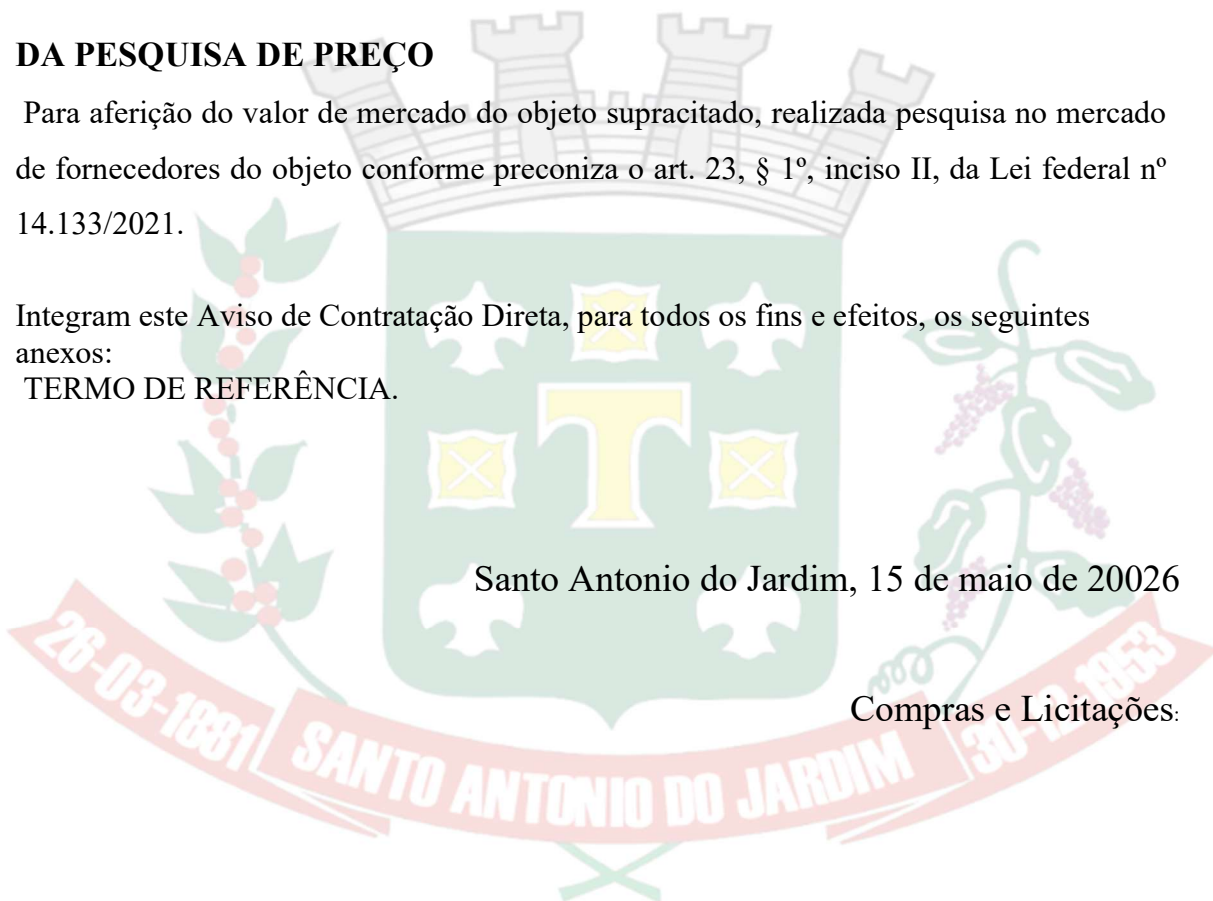 DA PESQUISA DE PREÇO
Para aferição do valor de mercado do objeto supracitado, realizada pesquisa no mercado
de fornecedores do objeto conforme preconiza o art. 23, § 1º, inciso II, da Lei federal nº
14.133/2021.
Integram este Aviso de Contratação Direta, para todos os fins e efeitos, os seguintes
anexos:
TERMO DE REFERÊNCIA.
Santo Antonio do Jardim, 15 de maio de 20026
Compras e Licitações:
26-03-1881 SANTO ANTONIO DO JARDIM 30-12-1953